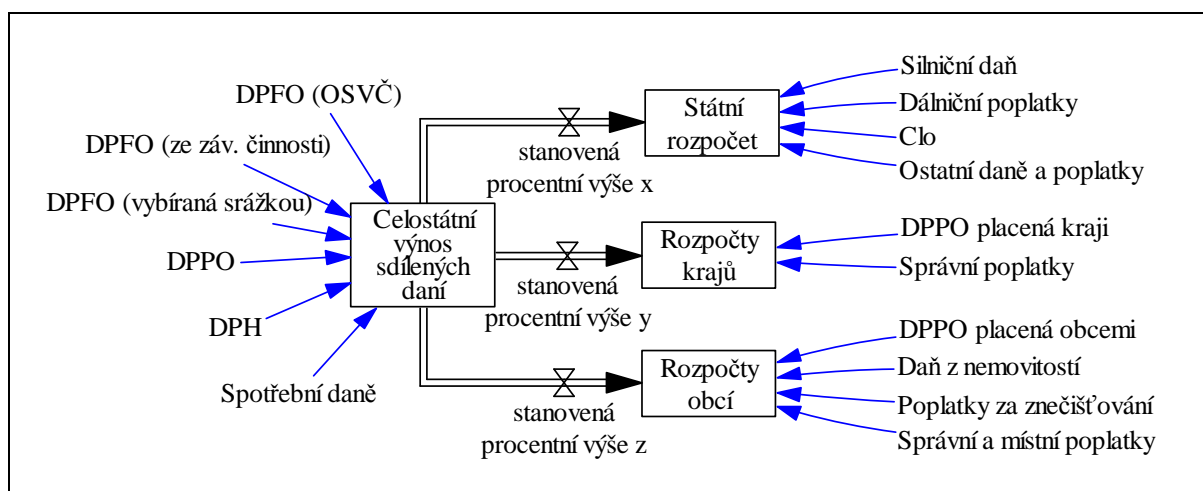 DPFO (OSVČ)
DPFO (ze záv. činnosti)
DPFO (vybíraná srážkou)
DPPO
DPH
Spotřební daně
Celostátní
výnos
sdílených
daní
stanovená
procentní výše x
stanovená
procentní výše y
stanovená
procentní výše z
Státní
rozpočet
Rozpočty
krajů
Rozpočty
obcí
Silniční daň
Dálniční poplatky
Clo
Ostatní daně a poplatky
DPPO placená kraji
Správní poplatky
DPPO placená obcemi
Daň z nemovitostí
Poplatky za znečišťování
Správní a místní poplatky